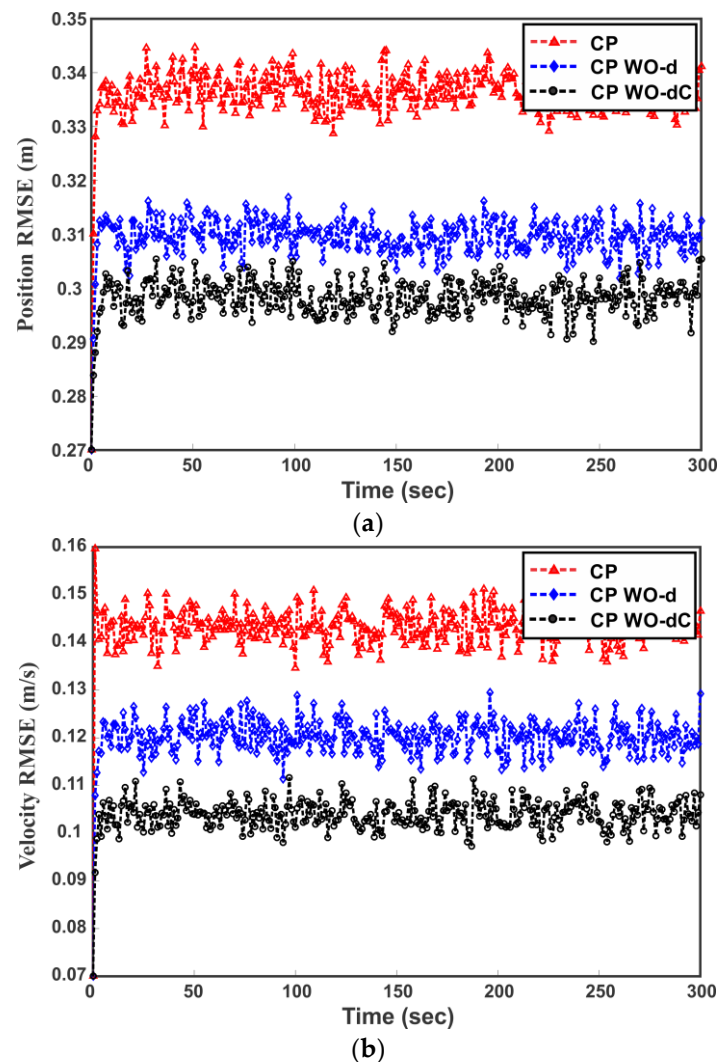 0.35
0.34
0.33
0.32
0.31
0.3
0.29
0.28
0.27
Position RMSE (m)
CP
CP WO-d
CP WO-dC
0 50 100 150 200 250 300
Time (sec)
(a)
0.16
0.15
0.14
0.13
0.12
0.11
0.1
0.09
0.08
0.07
Velocity RMSE (m/s)
CP
CP WO-d
CP WO-dC
0 50 100 150 200 250 300
Time (sec)
(b)